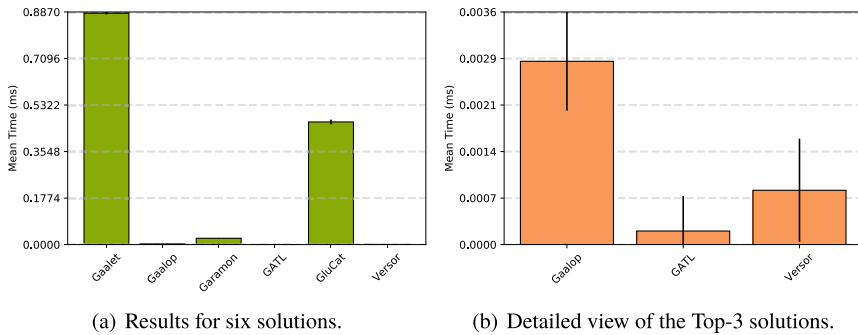 0.8870
0.7096
0.5322
0.3548
0.1774
0.0000
Mean Time (ms)
Gaalet
Gaalop
Garamon
GATL
GluCat
Versor
(a) Results for six solutions.
0.0036
0.0029
0.0021
0.0014
0.0007
0.0000
Mean Time (ms)
Gaalop
GATL
Versor
(b) Detailed view of the Top-3 solutions.